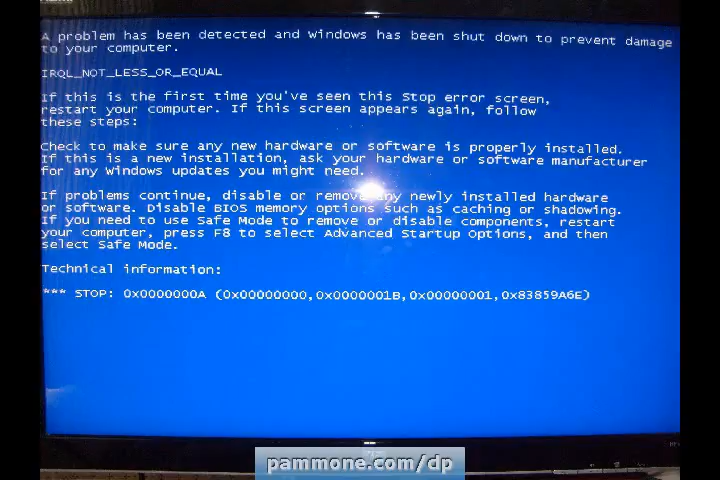 A problem has been detected and Windows has been shut down to prevent damage
to your computer.
IRQL_NOT_LESS_OR_EQUAL
If this is the first time you've seen this Stop error screen,
restart your computer. If this screen appears again, follow
these steps:
Check to make sure any new hardware or software is properly installed.
If this is a new installation, ask your hardware or software manufacturer
for any Windows updates you might need.
If problems continue, disable or remove any newly installed hardware
or software. Disable BIOS memory options such as caching or shadowing.
If you need to use Safe Mode to remove or disable components, restart
your computer, press F8 to select Advanced Startup Options, and then
select Safe Mode.
Technical information:
*** STOP: 0x0000000A (0x00000000,0x0000001B,0x00000001,0x83859A6E)
pammone.com/dp